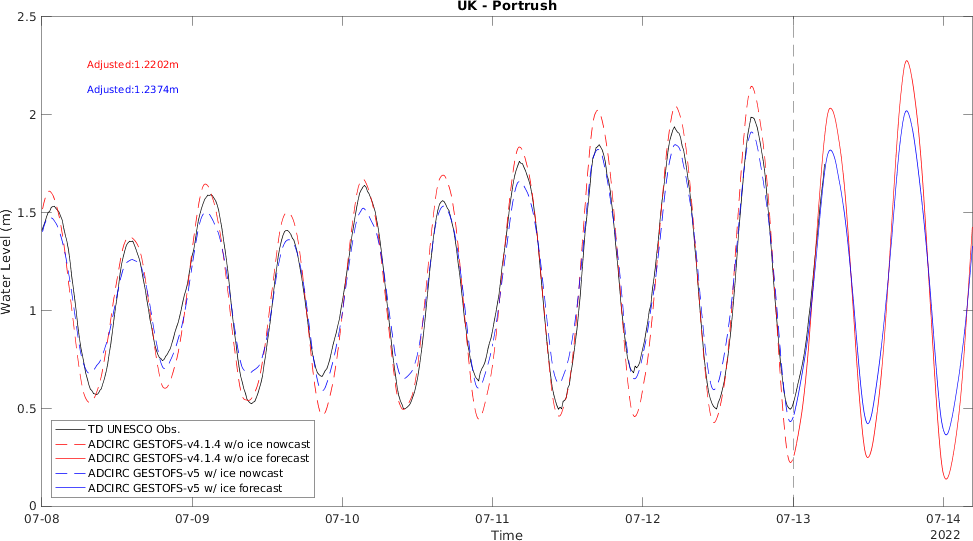 UK - Portrush
Adjusted:1.2202m
Adjusted:1.2374m
Water Level (m)
2.5
2
1.5
1
0.5
0
TD UNESCO Obs.
ADCIRC GESTOFS-v4.1.4 w/o ice nowcast
ADCIRC GESTOFS-v4.1.4 w/o ice forecast
ADCIRC GESTOFS-v5 w/ ice nowcast
ADCIRC GESTOFS-v5 w/ ice forecast
07-08 07-09 07-10 07-11 07-12 07-13 07-14
Time
2022